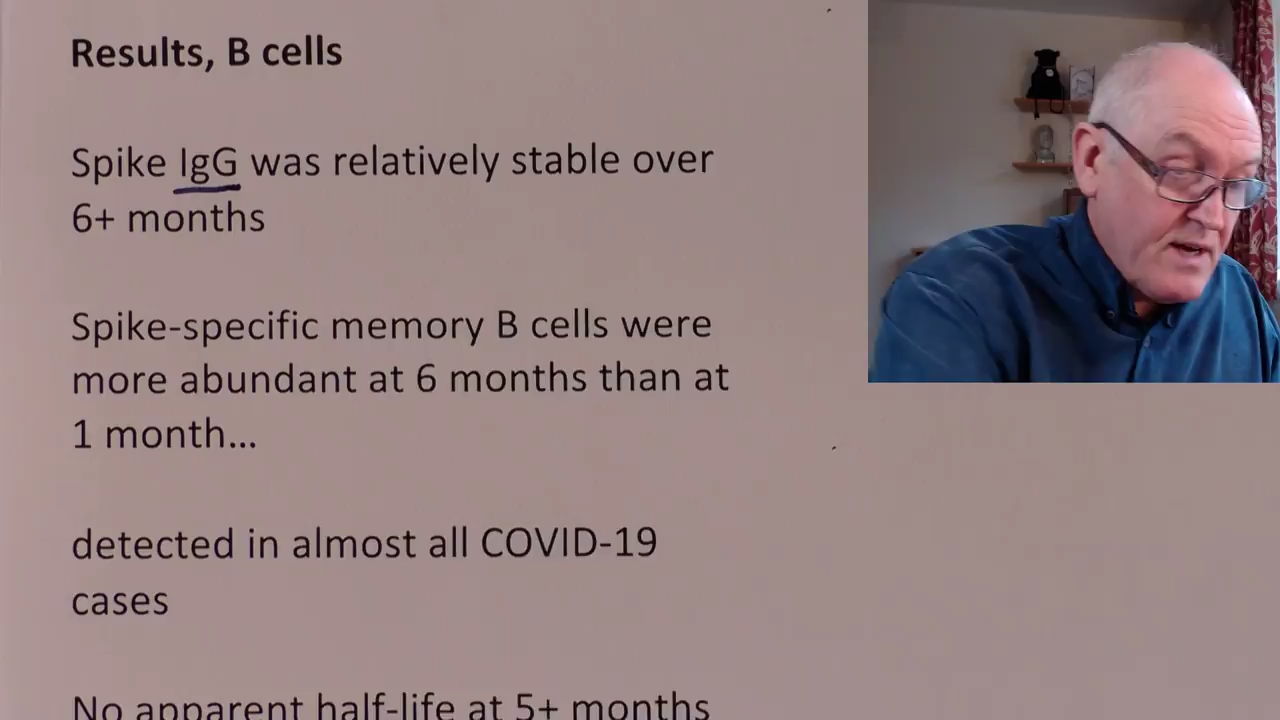 Results, B cells
Spike IgG was relatively stable over
6+ months
Spike-specific memory B cells were
more abundant at 6 months than at
1 month...
detected in almost all COVID-19
cases
No apparent half-life at 5+ months